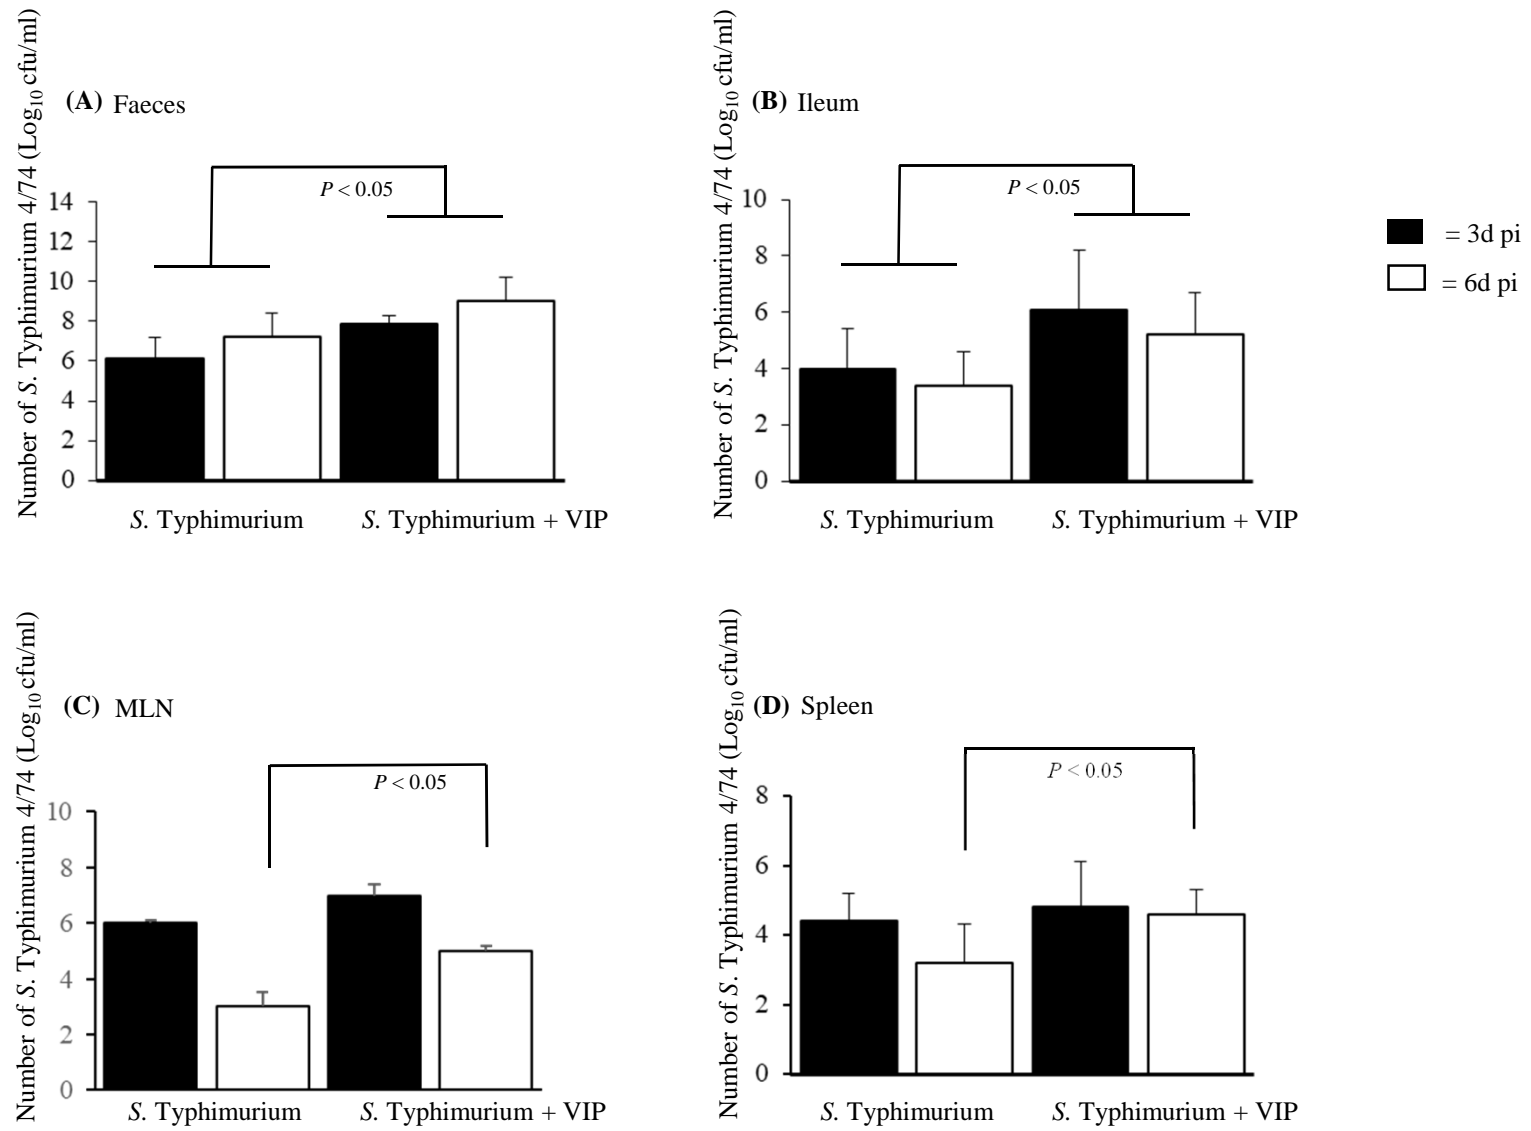 (A) Faeces
Number of S. Typhimurium 4/74 (Log10 cfu/ml)
P < 0.05
14
12
10
8
6
4
2
0
S. Typhimurium
S. Typhimurium + VIP
(B) Ileum
Number of S. Typhimurium 4/74 (Log10 cfu/ml)
P < 0.05
10
8
6
4
2
0
S. Typhimurium
S. Typhimurium + VIP
= 3d pi
= 6d pi
(C) MLN
Number of S. Typhimurium 4/74 (Log10 cfu/ml)
P < 0.05
10
8
6
4
2
0
S. Typhimurium
S. Typhimurium + VIP
(D) Spleen
Number of S. Typhimurium 4/74 (Log10 cfu/ml)
P < 0.05
8
6
4
2
0
S. Typhimurium
S. Typhimurium + VIP